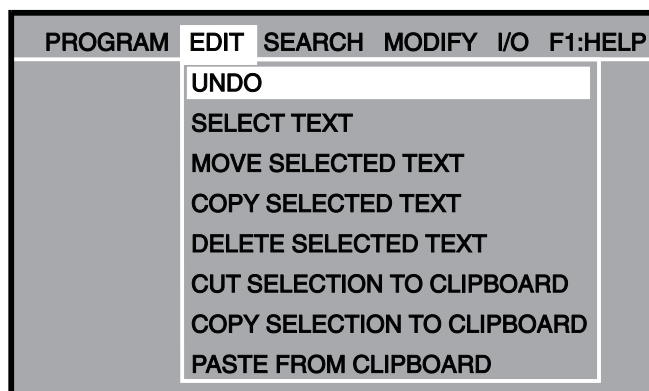 PROGRAM EDIT SEARCH MODIFY I/O F1:HELP
UNDO
SELECT TEXT
MOVE SELECTED TEXT
COPY SELECTED TEXT
DELETE SELECTED TEXT
CUT SELECTION TO CLIPBOARD
COPY SELECTION TO CLIPBOARD
PASTE FROM CLIPBOARD